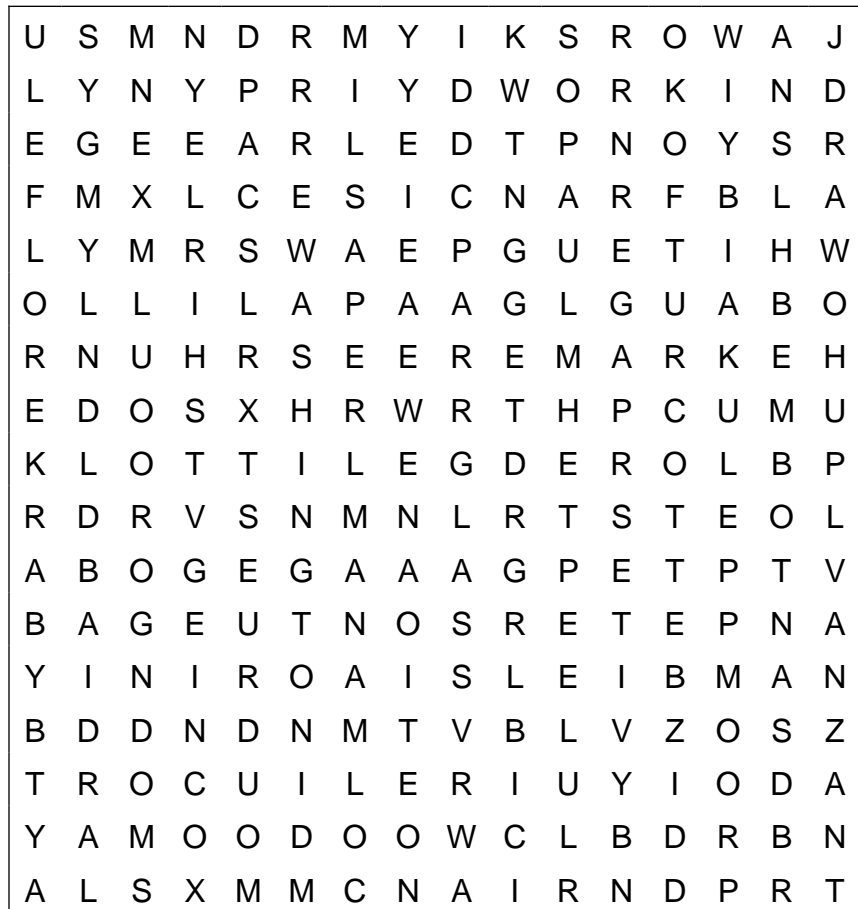 U S M N D R M Y I K S R O W A J
L Y N Y P R I Y D W O R K I N D
E G E E A R L E D T P N O Y S R
F M X L C E S I C N A R F B L A
L Y M R S W A E P G U E T I H W
O L L I L A P A A G L G U A B O
R N U H R S E E R E M A R K E H
E D O S X H R W R T H P C U M U
K L O T T I L E G D E R O L B P
R D R V S N M N L R T S T E O L
A B O G E G A A A G P E T P T V
B A G E U T N O S R E T E P N A
Y I N I R O A I S L E I B M A N
B D D N D N M T V B L V Z O S Z
T R O C U I L E R I U Y I O D A
Y A M O O D O O W C L B D R B N
A L S X M M C N A I R N D P R T